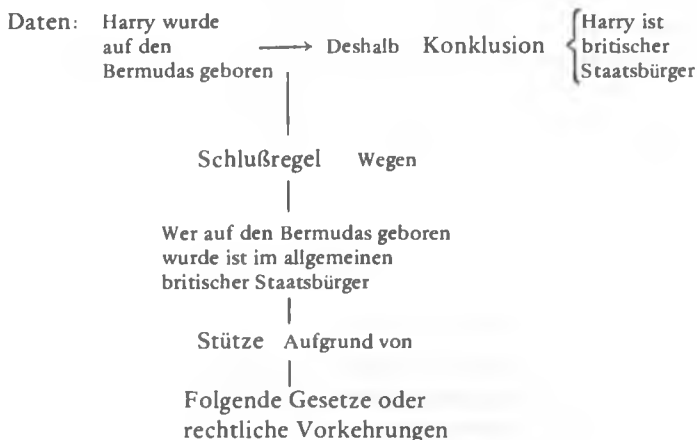 Daten: Harry wurde auf den Bermudas geboren → Deshalb Konklusion { Harry ist britischer Staatsbürger
Schlußregel Wegen
Wer auf den Bermudas geboren
wurde ist im allgemeinen
britischer Staatsbürger
Stütze Aufgrund von
Folgende Gesetze oder
rechtliche Vorkehrungen